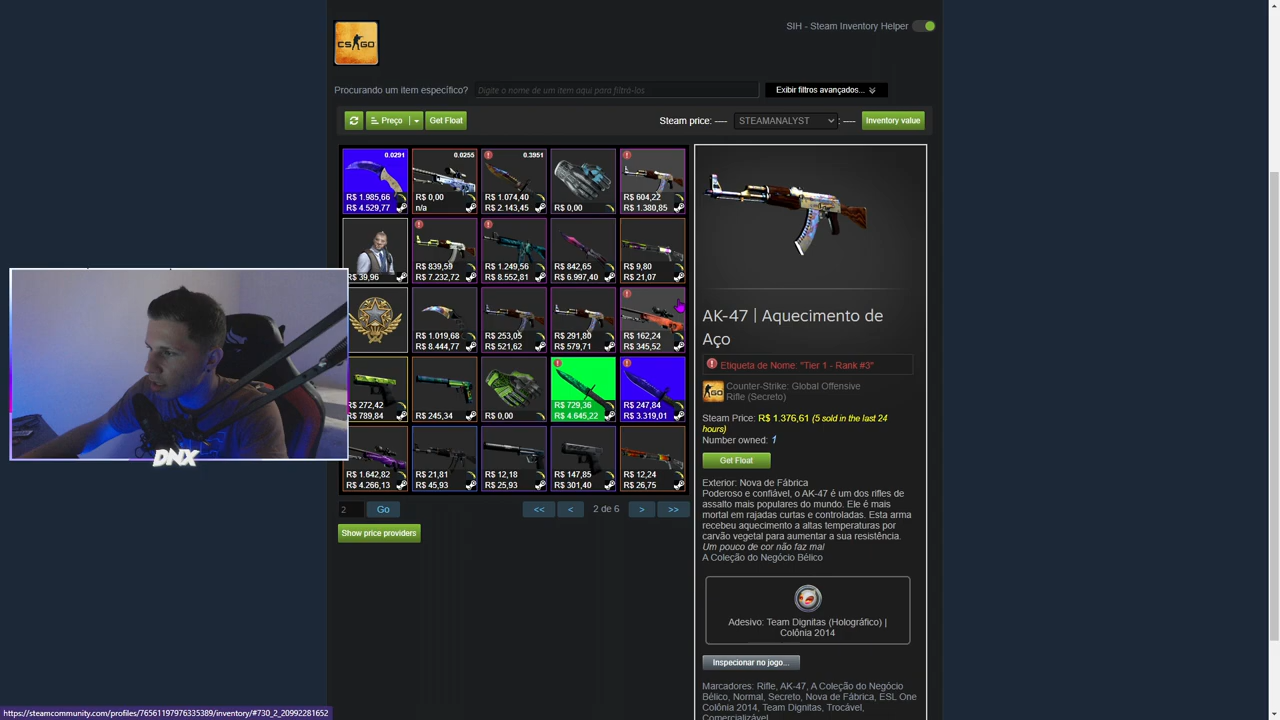 SIH - Steam Inventory Helper
CS GO
Procurando um item específico? Digite o nome de um item aqui para filtrá-los
Exibir filtros avançados...
Preço Get Float Steam price: ---- STEAMANALYST : ---- Inventory value
0.0291 0.0255 0.3951
R$ 1.985,66 R$ 0,00 R$ 1.074,40 R$ 0,00 R$ 604,22
R$ 4.529,77 n/a R$ 2.143,45 R$ 1.380,85
R$ 839,59 R$ 1.249,56 R$ 842,65 R$ 9,80
R$ 39,96 R$ 7.232,72 R$ 8.552,81 R$ 6.997,40 R$ 21,07
R$ 1.019,68 R$ 253,05 R$ 291,80 R$ 162,24
R$ 8.444,77 R$ 521,62 R$ 579,71 R$ 345,52
R$ 272,42 R$ 729,36 R$ 247,84
R$ 789,84 R$ 245,34 R$ 0,00 R$ 4.645,22 R$ 3.319,01
R$ 1.642,82 R$ 21,81 R$ 12,18 R$ 147,85 R$ 12,24
R$ 4.266,13 R$ 45,93 R$ 25,93 R$ 301,40 R$ 26,75
2 Go << < 2 de 6 > >>
Show price providers
DNX
AK-47 | Aquecimento de
Aço
Etiqueta de Nome: "Tier 1 - Rank #3"
Counter-Strike: Global Offensive
Rifle (Secreto)
Steam Price: R$ 1.376,61 (5 sold in the last 24
hours)
Number owned: 1
Get Float
Exterior: Nova de Fábrica
Poderoso e confiável, o AK-47 é um dos rifles de
assalto mais populares do mundo. Ele é mais
mortal em rajadas curtas e controladas. Esta arma
recebeu aquecimento a altas temperaturas por
carvão vegetal para aumentar a sua resistência.
Um pouco de cor não faz mal
A Coleção do Negócio Bélico
Adesivo: Team Dignitas (Holográfico) |
Colônia 2014
Inspecionar no jogo...
Marcadores: Rifle, AK-47, A Coleção do Negócio
Bélico, Normal, Secreto, Nova de Fábrica, ESL One
Colônia 2014, Team Dignitas, Trocável,
Comercializável
https://steamcommunity.com/profiles/76561197976335389/inventory/#730_2_20992281652